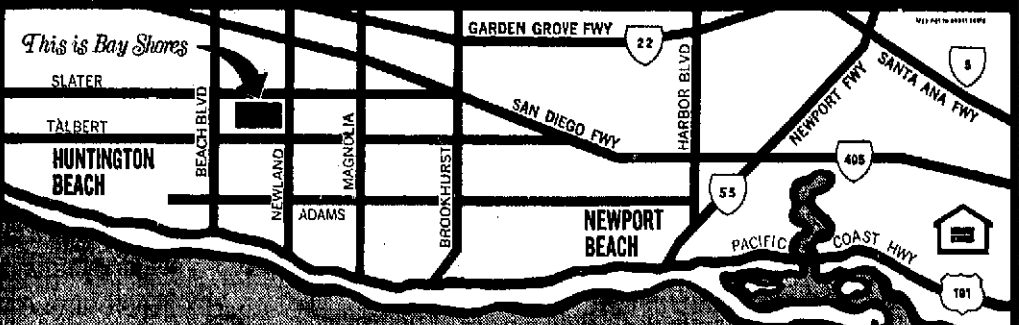 This is Bay Shores
GARDEN GROVE FWY
22
HARBOR BLVD
5
SANTA ANA FWY
NEWPORT FWY
SLATER
BEACH BLVD
SAN DIEGO FWY
TALBERT
MAGNOLIA
HUNTINGTON
BEACH
NEWLAND
BROOKHURST
405
55
ADAMS
NEWPORT
BEACH
PACIFIC COAST HWY
101